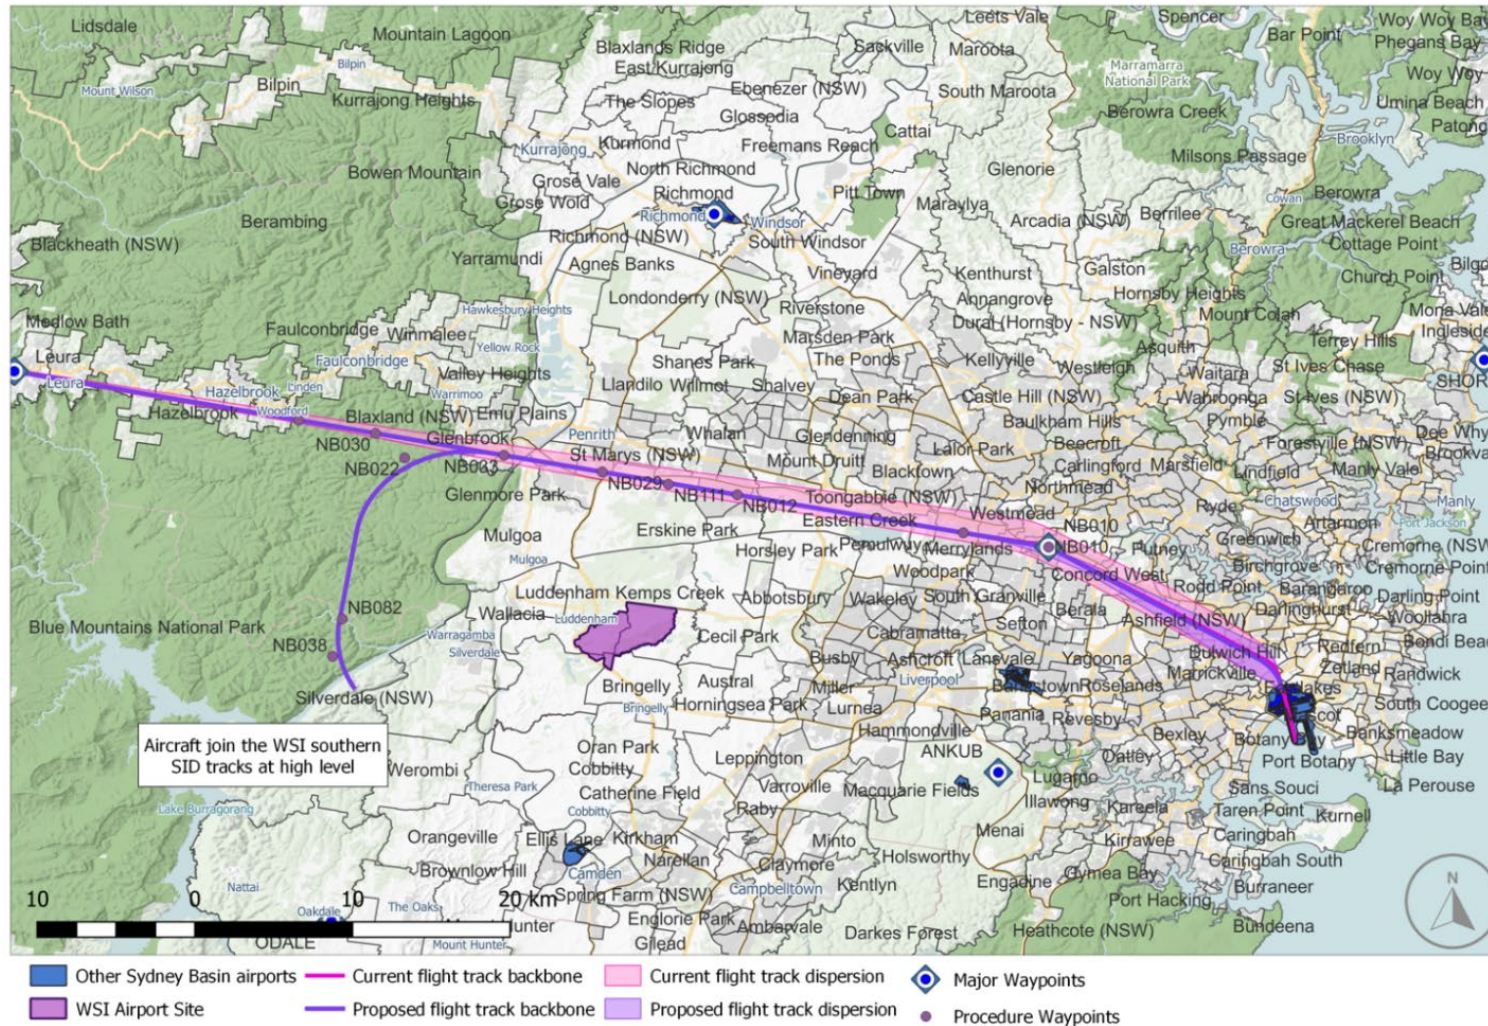 Lidsdale
Mountain Lagoon
Blaxlands Ridge
Sackville
Leets Vale
Maroota
Spencer
Bar Point
Woy Woy Bay
Phegans Bay
East Kurrajong
Bilpin
Bilpin
Mount Wilson
Kurrajong Heights
The Slopes
Ebenezer (NSW)
Glossodia
South Maroota
Marramarra
National Park
Woy Woy
Umina Beach
Patong
Berowra Creek
Kurmond
Freemans Reach
Cattai
Brooklyn
Kurrajong
North Richmond
Milsons Passage
Bowen Mountain
Grose Vale
Richmond
Glenorie
Pitt Town
Berowra
Grose Wold
Richmond
Windsor
Maraylya
Cowan
Berambing
Arcadia (NSW)
Berrilee
Great Mackerel Beach
Blackheath (NSW)
Richmond (NSW)
South Windsor
Berowra
Cottage Point
Yarramundi
Agnes Banks
Vineyard
Kenthurst
Galston
Church Point
Bilgo
Londonderry (NSW)
Riverstone
Annangrove
Hornsby Heights
Hawkesbury Heights
Mount Colah
Mona Vale
Medlow Bath
Faulconbridge
Winmalee
Dural (Hornsby - NSW)
Ingleside
Marsden Park
Terrey Hills
Leura
Faulconbridge
Yellow Rock
Shanes Park
The Ponds
Kellyville
Asquith
Westleigh
Waitara
St Ives Chase
Leura
Valley Heights
Llandilo
Wilmot
Shalvey
SHOR
Hazelbrook
Linden
Warrimoo
Dean Park
Castle Hill (NSW)
Wahroonga
St Ives (NSW)
Hazelbrook
Woodford
Blaxland (NSW)
Emu Plains
Baulkham Hills
Pymble
NB030
Glenbrook
Penrith
Whalan
Glendenning
Lalor Park
Beecroft
Forestville (NSW)
Dee Why
NB022
NB033
St Marys (NSW)
Mount Druitt
Blacktown
Carlingford
Marsfield
Lindfield
Manly Vale
Brookva
Glenmore Park
NB029
NB111
NB012
Toongabbie (NSW)
Northmead
Chatswood
Manly
Erskine Park
Eastern Creek
Westmead
NB010
Ryde
Artarmon
Port Jackson
Mulgoa
Horsley Park
Pemulwuy
Merrylands
NB010
Putney
Greenwich
Cremorne (NSW
Mulgoa
Woodpark
Concord West
Birchgrove
Cremorne Point
Luddenham
Kemps Creek
Abbotsbury
Wakeley
South Granville
Rodd Point
Barangaroo
Darling Point
NB082
Wallacia
Luddenham
Berala
Darlinghurst
Woollahra
Blue Mountains National Park
Warragamba
Cecil Park
Cabramatta
Sefton
Ashfield (NSW)
Bondi Beac
NB038
Silverdale
Busby
Ashcroft
Lansvale
Yagoona
Dulwich Hill
Redfern
Zetland
Randwick
Silverdale (NSW)
Bringelly
Austral
Miller
Liverpool
Bankstown
Roselands
Marrickville
Bringelly
Horningsea Park
Lurnea
Panania
Revesby
South Coogee
Hammondville
Bexley
Botany Bay
Banksmeadow
Aircraft join the WSI southern
SID tracks at high level
Oran Park
Leppington
ANKUB
Oatley
Port Botany
Little Bay
Werombi
Cobbitty
Lugarno
La Perouse
Theresa Park
Catherine Field
Varroville
Macquarie Fields
Illawong
Sans Souci
Lake Burragorang
Cobbitty
Raby
Kareela
Taren Point
Kurnell
Orangeville
Ellis Lane
Kirkham
Minto
Menai
Kirrawee
Caringbah
Brownlow Hill
Narellan
Claymore
Holsworthy
Caringbah South
Nattai
Camden
Campbelltown
Kentlyn
Engadine
Gymea Bay
Burraneer
10
0
10
20 km
Spring Farm (NSW)
Port Hacking
Oakdale
The Oaks
Englorie Park
Ambarvale
Darkes Forest
Heathcote (NSW)
Bundeena
ODALE
Mount Hunter
Hunter
Gilead
N
Other Sydney Basin airports
Current flight track backbone
Current flight track dispersion
Major Waypoints
WSI Airport Site
Proposed flight track backbone
Proposed flight track dispersion
Procedure Waypoints